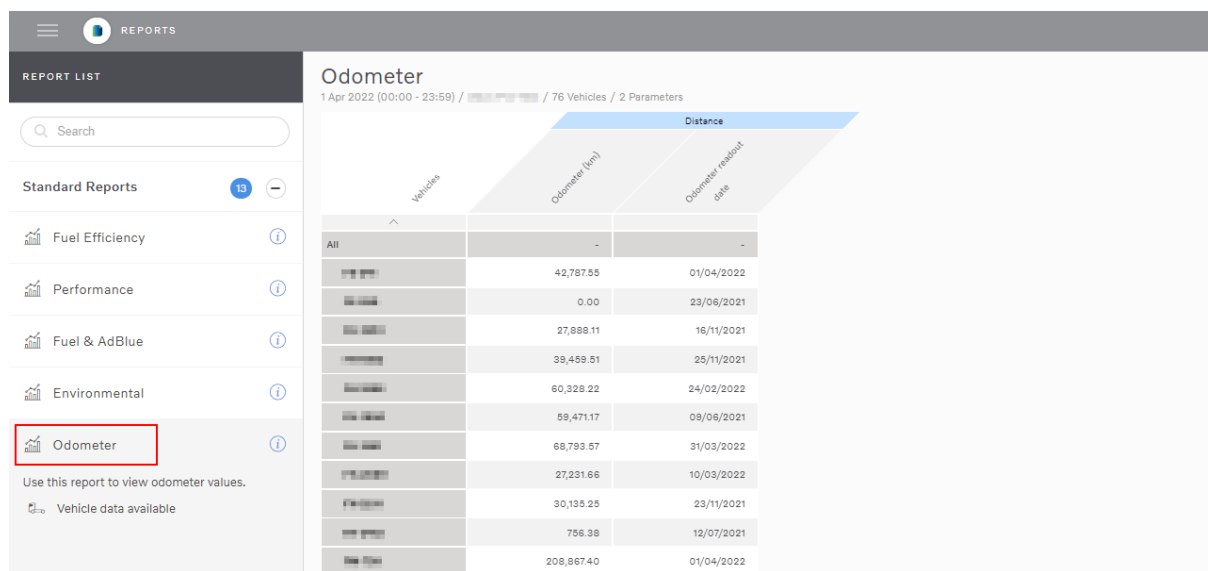 REPORTS
REPORT LIST
Search
Standard Reports 13
Fuel Efficiency
Performance
Fuel & AdBlue
Environmental
Odometer
Use this report to view odometer values.
Vehicle data available
Odometer
1 Apr 2022 (00:00 - 23:59) / / 76 Vehicles / 2 Parameters
Distance
Vehicles
Odometer (km)
Odometer readout
date
All - -
42,787.55 01/04/2022
0.00 23/06/2021
27,888.11 16/11/2021
39,459.51 25/11/2021
60,328.22 24/02/2022
59,471.17 09/06/2021
68,793.57 31/03/2022
27,231.66 10/03/2022
30,135.25 23/11/2021
756.38 12/07/2021
208,867.40 01/04/2022